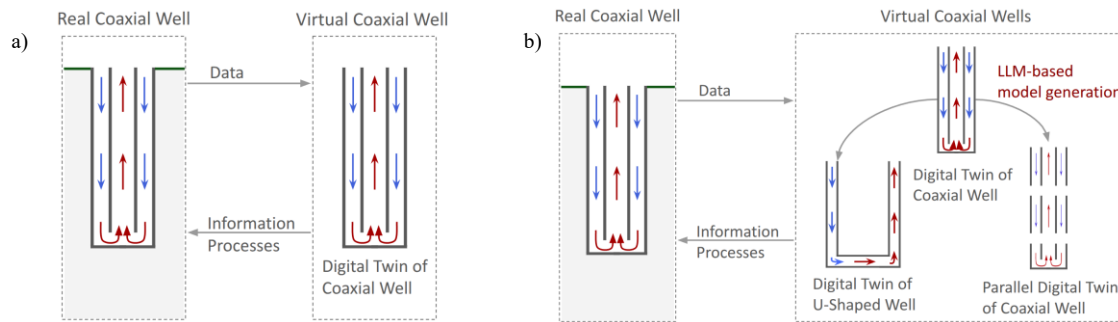 a)
Real Coaxial Well
Virtual Coaxial Well
Data
Information
Processes
Digital Twin of
Coaxial Well
b)
Real Coaxial Well
Virtual Coaxial Wells
Data
Information
Processes
LLM-based
model generation
Digital Twin of
Coaxial Well
Digital Twin of
U-Shaped Well
Parallel Digital Twin
of Coaxial Well